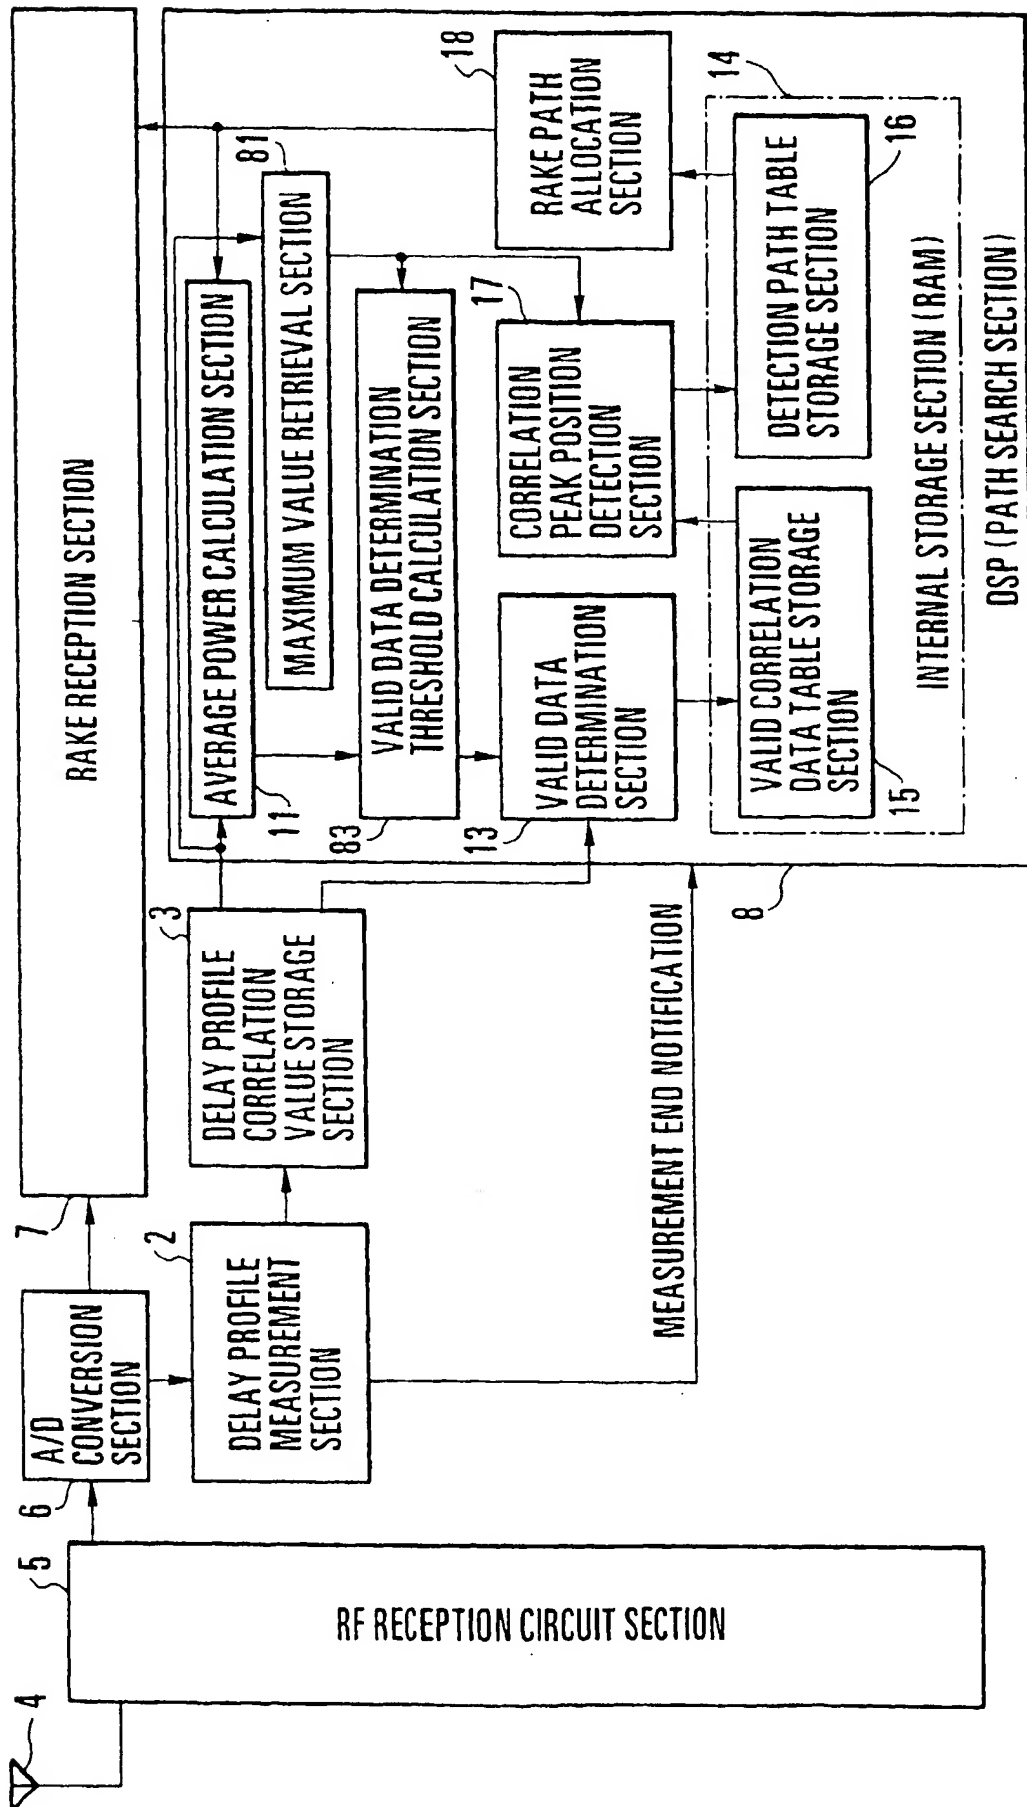 4
5
RF RECEPTION CIRCUIT SECTION
6
A/D
CONVERSION
SECTION
7
RAKE RECEPTION SECTION
2
DELAY PROFILE
MEASUREMENT
SECTION
3
DELAY PROFILE
CORRELATION
VALUE STORAGE
SECTION
MEASUREMENT END NOTIFICATION
8
11
AVERAGE POWER CALCULATION SECTION
81
MAXIMUM VALUE RETRIEVAL SECTION
83
VALID DATA DETERMINATION
THRESHOLD CALCULATION SECTION
13
VALID DATA
DETERMINATION
SECTION
17
CORRELATION
PEAK POSITION
DETECTION
SECTION
18
RAKE PATH
ALLOCATION
SECTION
14
15
VALID CORRELATION
DATA TABLE STORAGE
SECTION
16
DETECTION PATH TABLE
STORAGE SECTION
INTERNAL STORAGE SECTION (RAM)
DSP (PATH SEARCH SECTION)